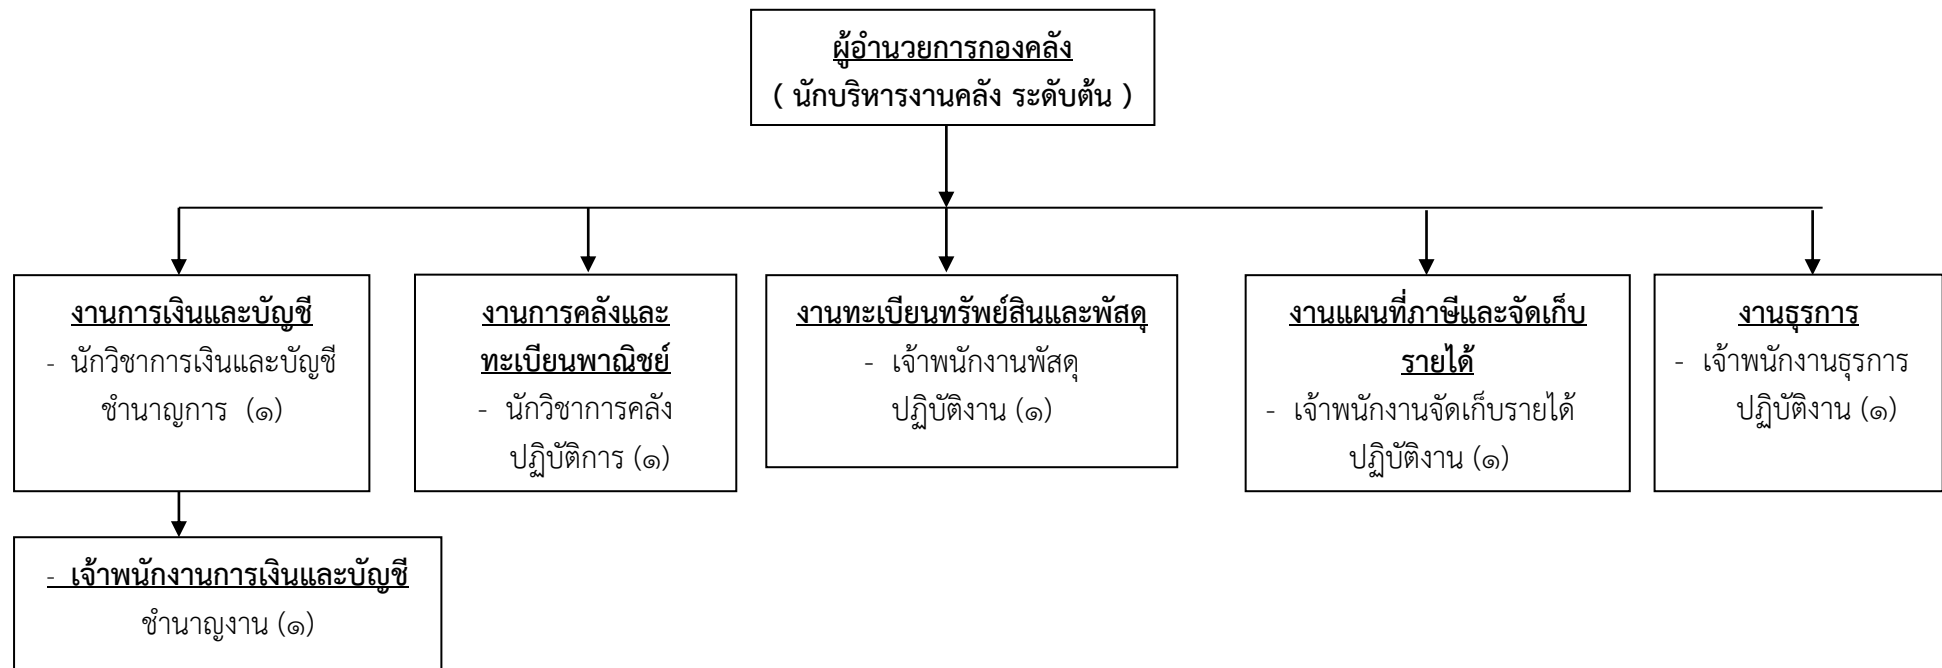 ผู้อำนวยการกองคลัง
( นักบริหารงานคลัง ระดับต้น )
งานการเงินและบัญชี
- นักวิชาการเงินและบัญชี
ชำนาญการ (๑)
งานการคลังและ
ทะเบียนพาณิชย์
- นักวิชาการคลัง
ปฏิบัติการ (๑)
งานทะเบียนทรัพย์สินและพัสดุ
- เจ้าพนักงานพัสดุ
ปฏิบัติงาน (๑)
งานแผนที่ภาษีและจัดเก็บ
รายได้
- เจ้าพนักงานจัดเก็บรายได้
ปฏิบัติงาน (๑)
งานธุรการ
- เจ้าพนักงานธุรการ
ปฏิบัติงาน (๑)
- เจ้าพนักงานการเงินและบัญชี
ชำนาญงาน (๑)